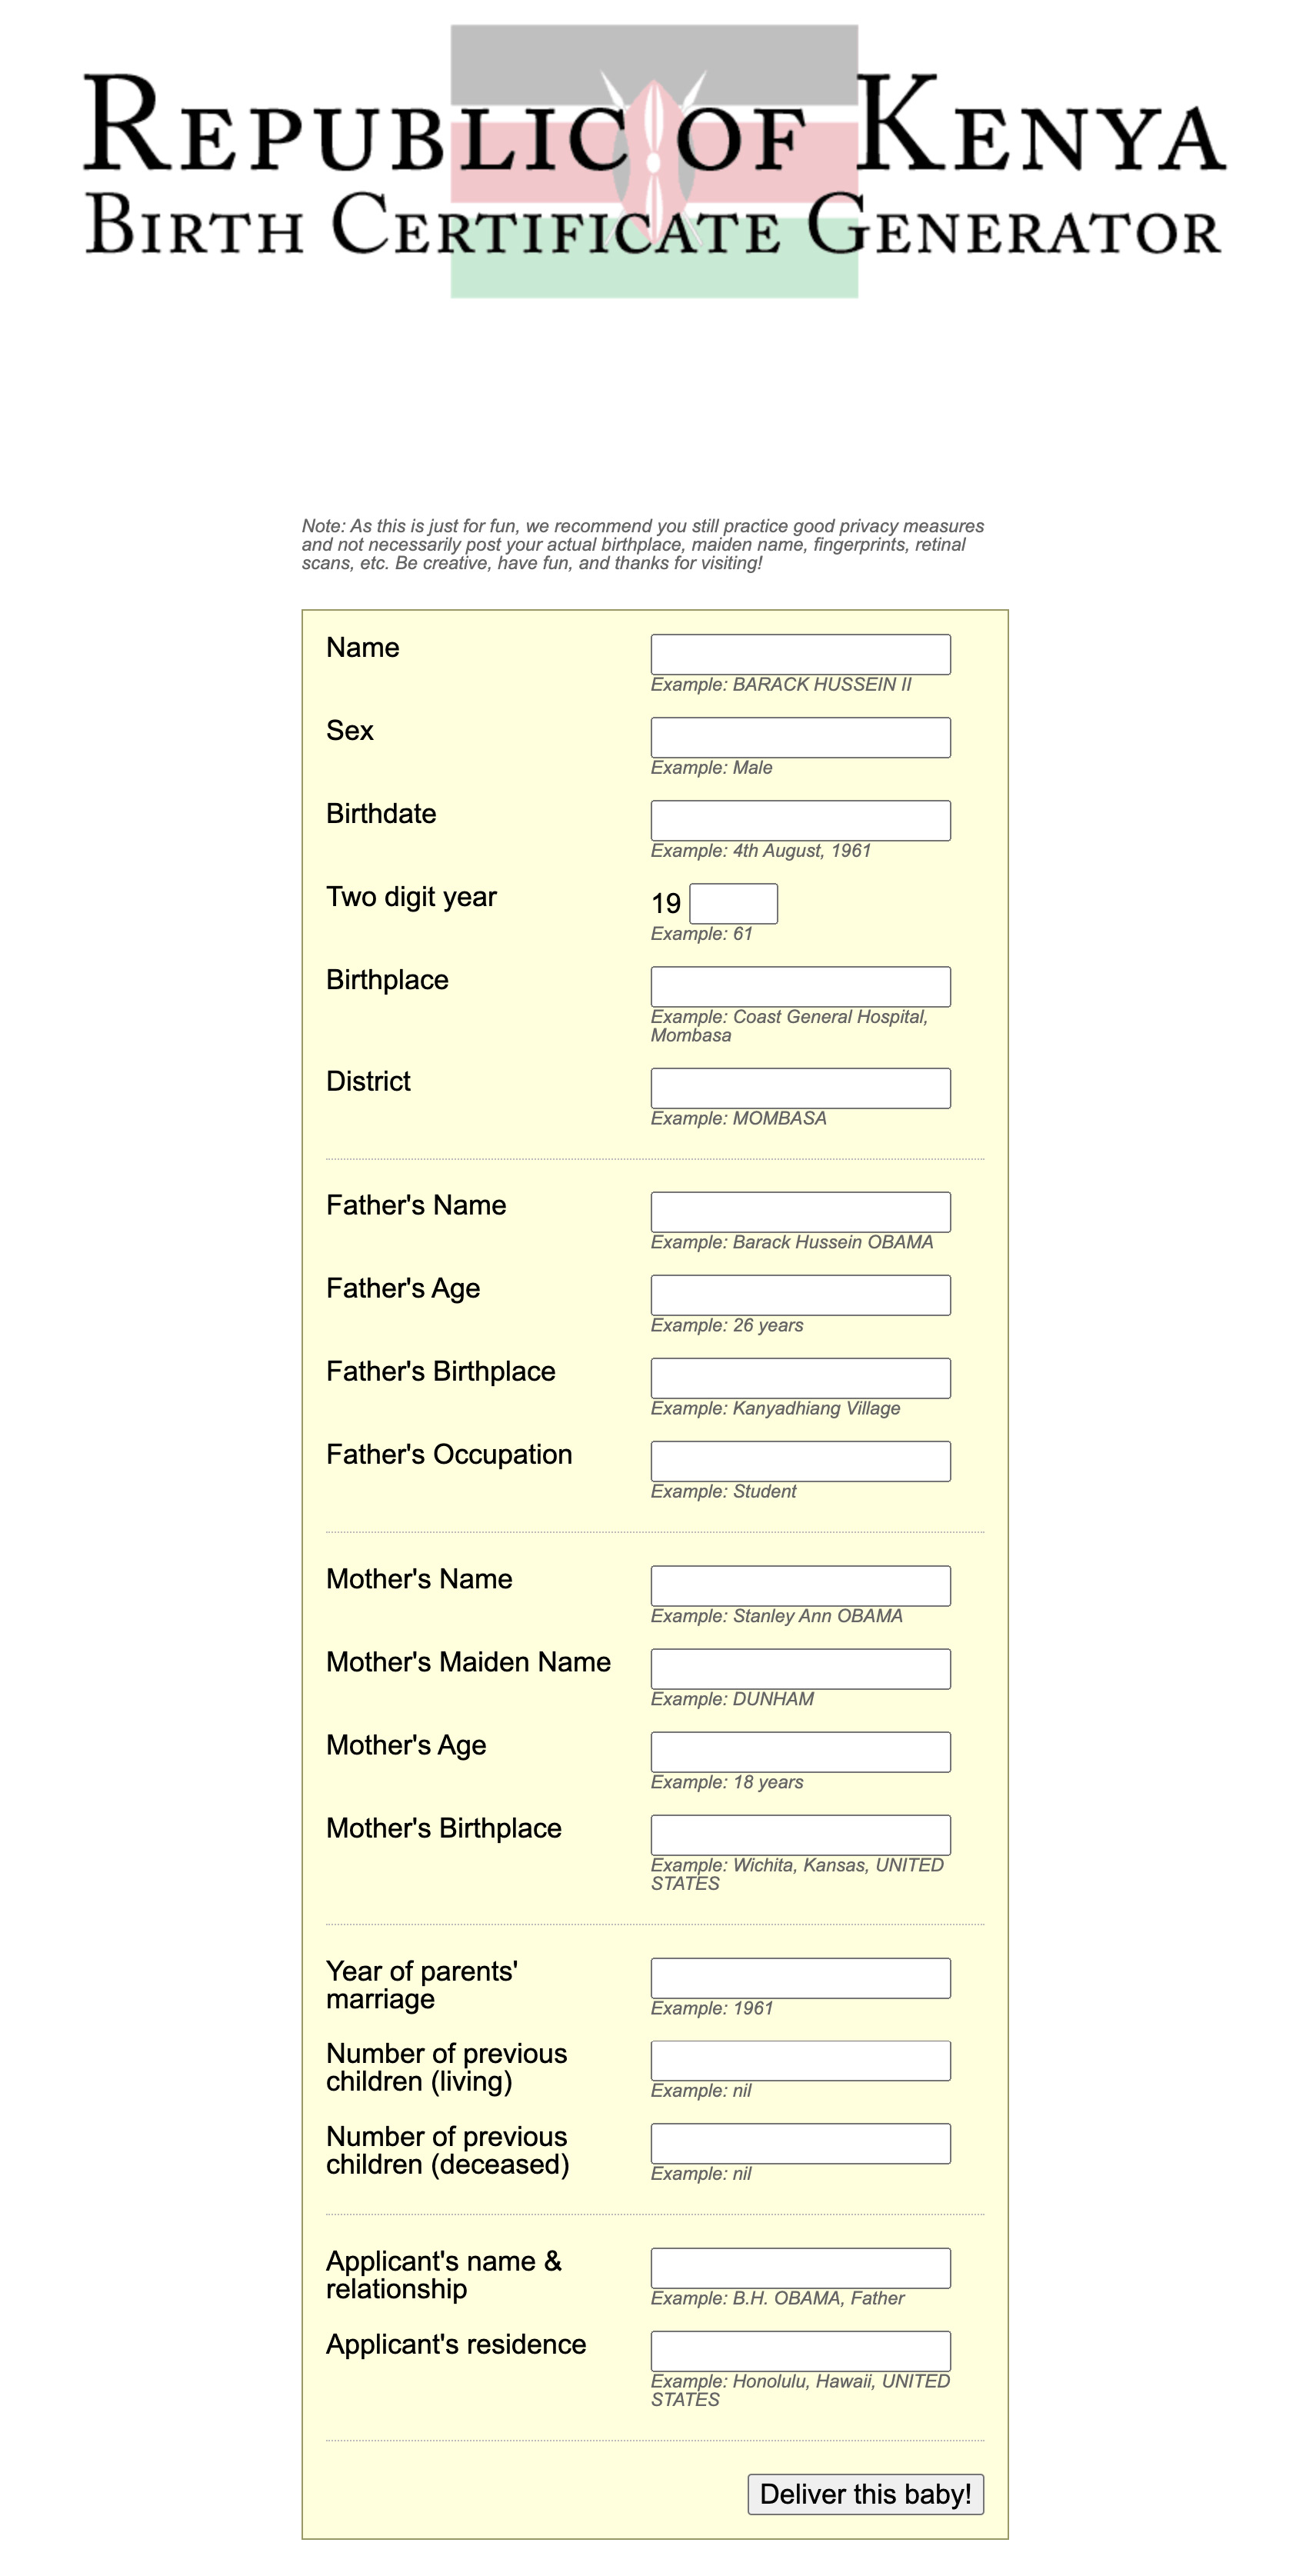 Republic of Kenya
Birth Certificate Generator
Note: As this is just for fun, we recommend you still practice good privacy measures
and not necessarily post your actual birthplace, maiden name, fingerprints, retinal
scans, etc. Be creative, have fun, and thanks for visiting!
Name
Example: BARACK HUSSEIN II
Sex
Example: Male
Birthdate
Example: 4th August, 1961
Two digit year
19
Example: 61
Birthplace
Example: Coast General Hospital,
Mombasa
District
Example: MOMBASA
Father's Name
Example: Barack Hussein OBAMA
Father's Age
Example: 26 years
Father's Birthplace
Example: Kanyadhiang Village
Father's Occupation
Example: Student
Mother's Name
Example: Stanley Ann OBAMA
Mother's Maiden Name
Example: DUNHAM
Mother's Age
Example: 18 years
Mother's Birthplace
Example: Wichita, Kansas, UNITED
STATES
Year of parents'
marriage
Example: 1961
Number of previous
children (living)
Example: nil
Number of previous
children (deceased)
Example: nil
Applicant's name &
relationship
Example: B.H. OBAMA, Father
Applicant's residence
Example: Honolulu, Hawaii, UNITED
STATES
Deliver this baby!